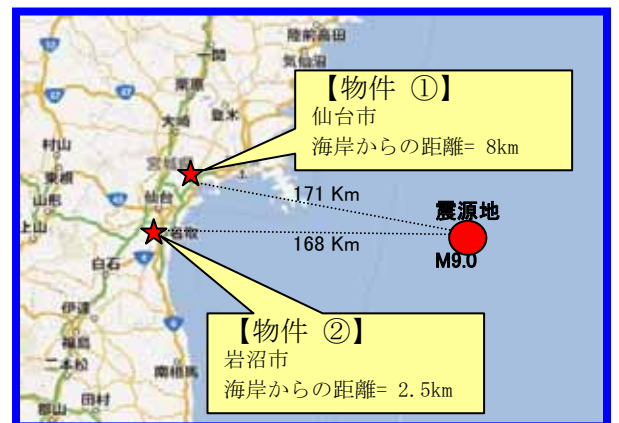 陸前高田
一関
気仙沼
栗原
【物件 ①】
仙台市
海岸からの距離= 8km
大崎
登米
村山
宮城県
東根
171 Km
山形
仙台
震源地
上山
名取
168 Km
M9.0
白石
【物件 ②】
岩沼市
海岸からの距離= 2.5km
伊達
福島
二本松
南相馬
田村
郡山